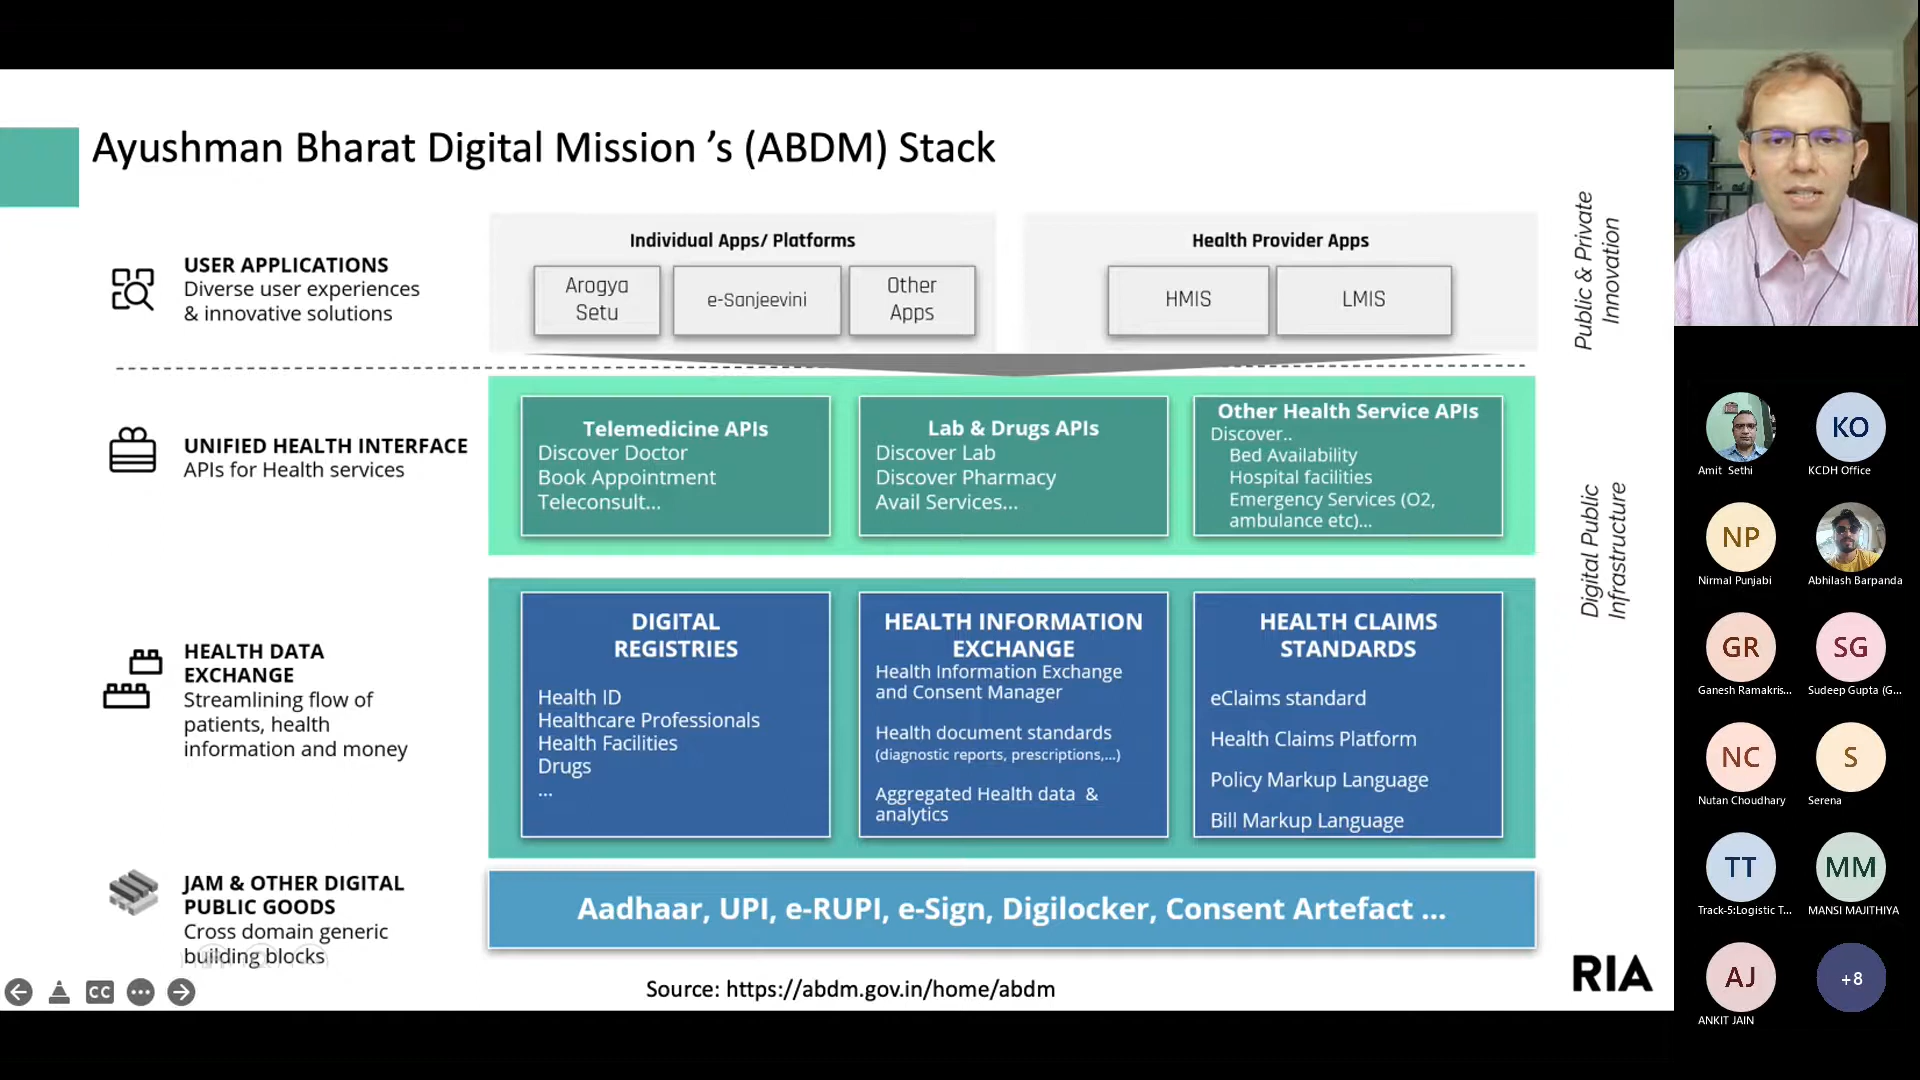 Ayushman Bharat Digital Mission ’s (ABDM) Stack
USER APPLICATIONS
Diverse user experiences
& innovative solutions
Individual Apps/ Platforms
Arogya
Setu
e-Sanjeevini
Other
Apps
Health Provider Apps
HMIS
LMIS
Public & Private
Innovation
UNIFIED HEALTH INTERFACE
APIs for Health services
Telemedicine APIs
Discover Doctor
Book Appointment
Teleconsult...
Lab & Drugs APIs
Discover Lab
Discover Pharmacy
Avail Services...
Other Health Service APIs
Discover..
Bed Availability
Hospital facilities
Emergency Services (O2,
ambulance etc)...
Digital Public
Infrastructure
HEALTH DATA
EXCHANGE
Streamlining flow of
patients, health
information and money
DIGITAL
REGISTRIES
Health ID
Healthcare Professionals
Health Facilities
Drugs
...
HEALTH INFORMATION
EXCHANGE
Health Information Exchange
and Consent Manager
Health document standards
(diagnostic reports, prescriptions,...)
Aggregated Health data &
analytics
HEALTH CLAIMS
STANDARDS
eClaims standard
Health Claims Platform
Policy Markup Language
Bill Markup Language
JAM & OTHER DIGITAL
PUBLIC GOODS
Cross domain generic
building blocks
Aadhaar, UPI, e-RUPI, e-Sign, Digilocker, Consent Artefact ...
CC
Source: https://abdm.gov.in/home/abdm
RIA
Amit Sethi
KO
KCDH Office
NP
Nirmal Punjabi
Abhilash Barpanda
GR
Ganesh Ramakris...
SG
Sudeep Gupta (G...
NC
Nutan Choudhary
S
Serena
TT
Track-5:Logistic T...
MM
MANSI MAJITHIYA
AJ
ANKIT JAIN
+8